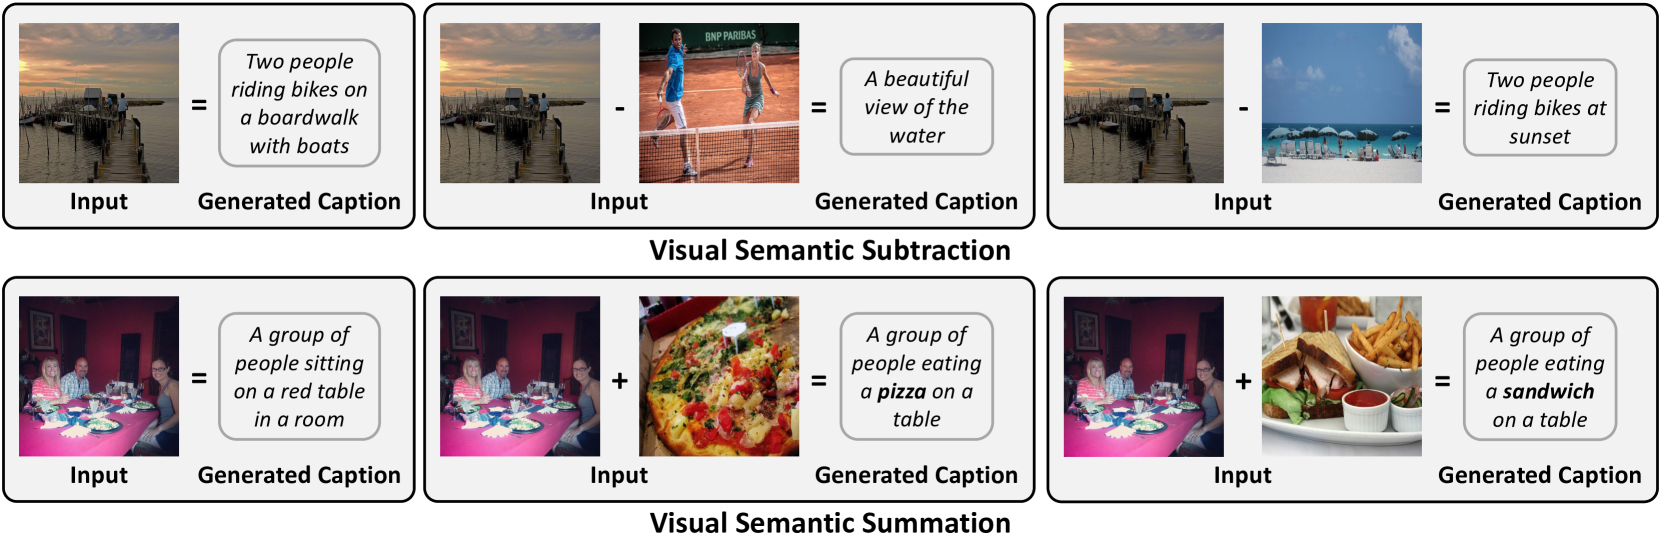 =
Two people
riding bikes on
a boardwalk
with boats
Input
Generated Caption
-
BNP PARIBAS
=
A beautiful
view of the
water
Input
Generated Caption
-
=
Two people
riding bikes at
sunset
Input
Generated Caption
Visual Semantic Subtraction
=
A group of
people sitting
on a red table
in a room
Input
Generated Caption
+
=
A group of
people eating
a pizza on a
table
Input
Generated Caption
+
=
A group of
people eating
a sandwich
on a table
Input
Generated Caption
Visual Semantic Summation